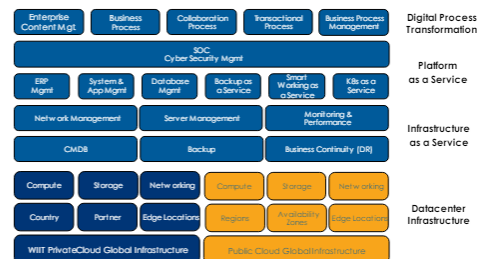 Enterprise
Content Mgt.
Business
Process
Collaboration
Process
Transactional
Process
Business Process
Management
Digital Process
Transformation
SOC
Cyber Security Mgmt
Platform
as a Service
ERP
Mgmt
System &
App Mgmt
Database
Mgmt
Backup as
a Service
Smart
Working as
a Service
K8s as a
Service
Network Management
Server Management
Monitoring &
Performance
Infrastructure
as a Service
CMDB
Backup
Business Continuity (DR)
Compute
Storage
Networking
Compute
Storage
Networking
Datacenter
Infrastructure
Country
Partner
Edge Locations
Regions
Availability
Zones
Edge Locations
WIIT PrivateCloud Global Infrastructure
Public Cloud Global Infrastructure